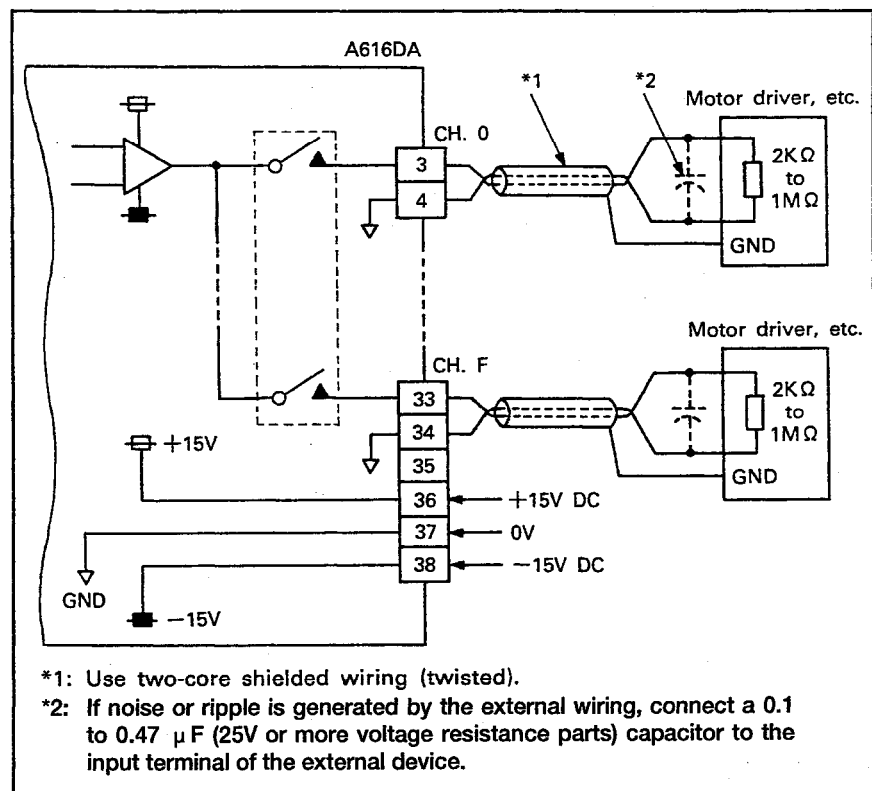 A616DA
*1
*2
Motor driver, etc.
CH. 0
3
4
2KΩ
to
1MΩ
GND
Motor driver, etc.
CH. F
33
34
35
36
37
38
2KΩ
to
1MΩ
GND
+15V
+15V DC
0V
−15V DC
GND
−15V
*1: Use two-core shielded wiring (twisted).
*2: If noise or ripple is generated by the external wiring, connect a 0.1
to 0.47 μF (25V or more voltage resistance parts) capacitor to the
input terminal of the external device.